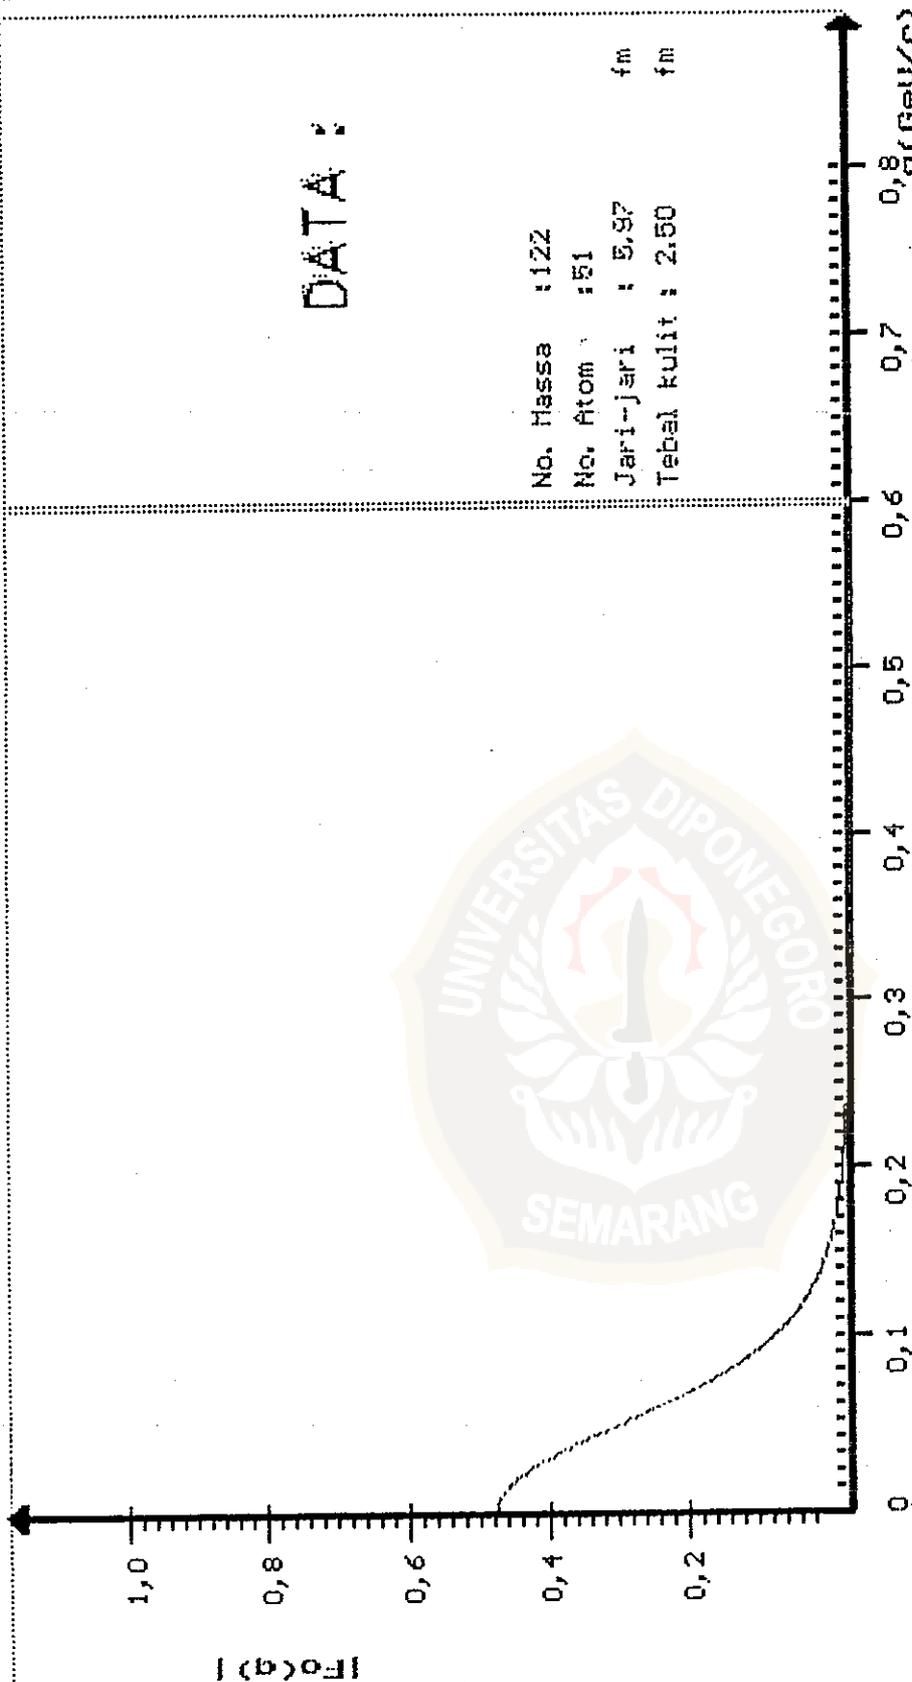 |Fo(q)|
1,0
0,8
0,6
0,4
0,2
0
0,1
0,2
0,3
0,4
0,5
0,6
0,7
0,8
q(GeV/c)
DATA :
No. Massa :122
No. Atom :51
Jari-jari : 5.97 fm
Tebal kulit : 2.50 fm
UNIVERSITAS DIPONEGORO
SEMARANG